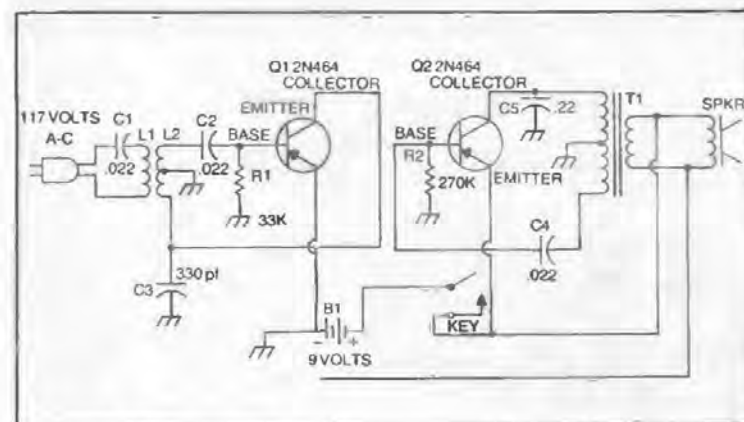 Q1 2N464
COLLECTOR
Q2 2N464
COLLECTOR
EMITTER
117 VOLTS
A-C
C1
.022
L1 L2
C2
.022
BASE
R1
33K
C3
330 pf
BASE
R2
270K
EMITTER
C5
.22
T1
SPKR
C4
.022
B1
- +
9 VOLTS
KEY